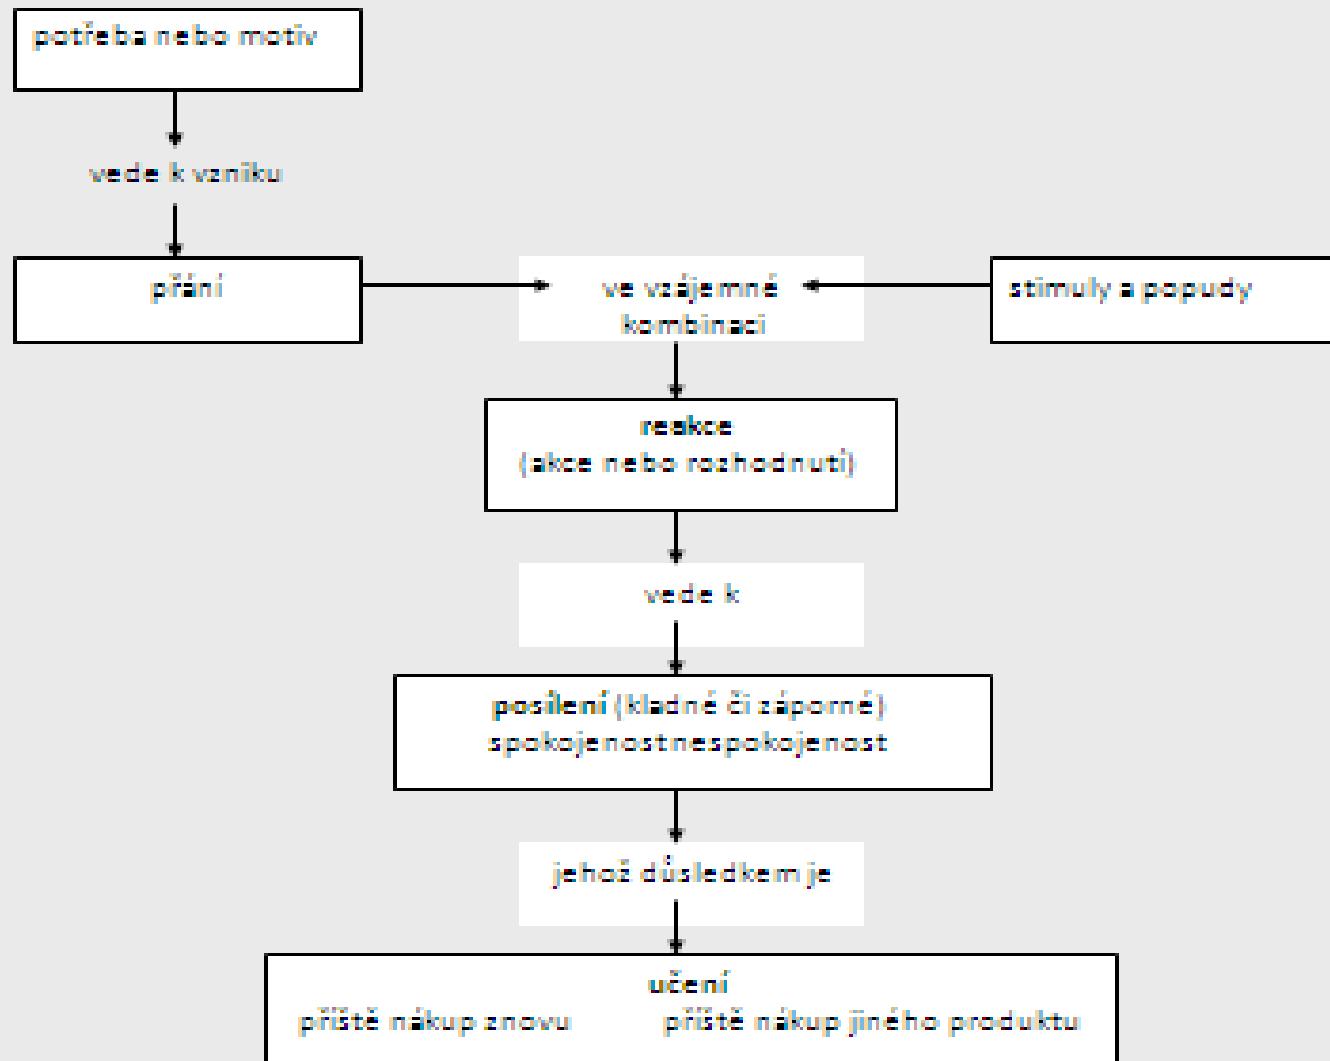 potřeba nebo motiv
vede k vzniku
přání
ve vzájemné
kombinaci
stimuly a popudy
reakce
(akce nebo rozhodnutí)
vede k
posílení (kladné či záporné)
spokojenostnespokojenost
jehož důsledkem je
učení
příště nákup znovu příště nákup jiného produktu